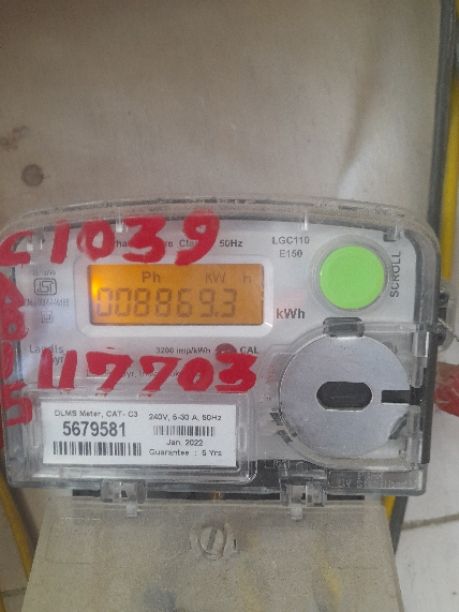 C1039
50Hz
LGC110
E150
SCROLL
Ph KW h
008869.3
kWh
Landis
3200 imp/kWh CAL
117703
DLMS Meter, CAT- C3
5679581
240V, 5-30 A, 50Hz
Jan. 2022
Guarantee : 5 Yrs